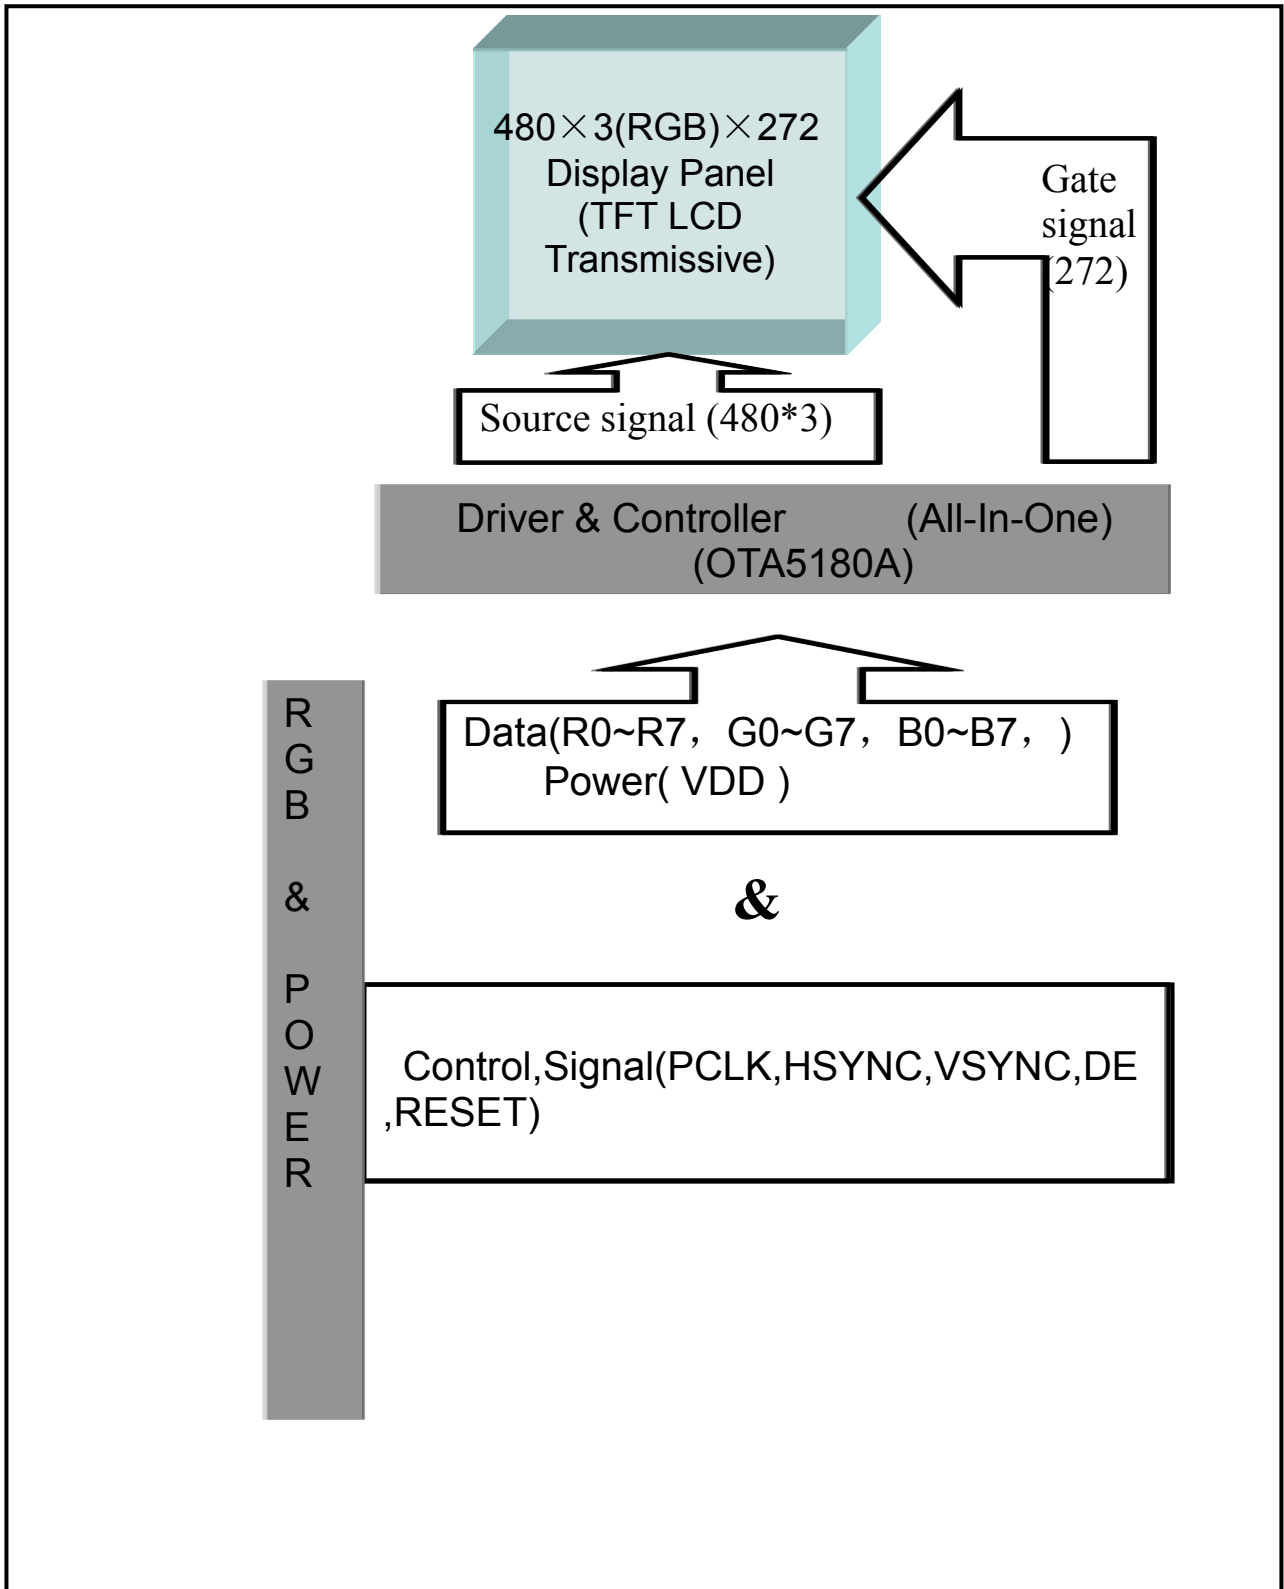 480×3(RGB)×272
Display Panel
(TFT LCD
Transmissive)
Gate
signal
(272)
Source signal (480*3)
Driver & Controller (All-In-One)
(OTA5180A)
Data(R0~R7，G0~G7，B0~B7，)
Power( VDD )
&
R
G
B
&
P
O
W
E
R
Control,Signal(PCLK,HSYNC,VSYNC,DE
,RESET)